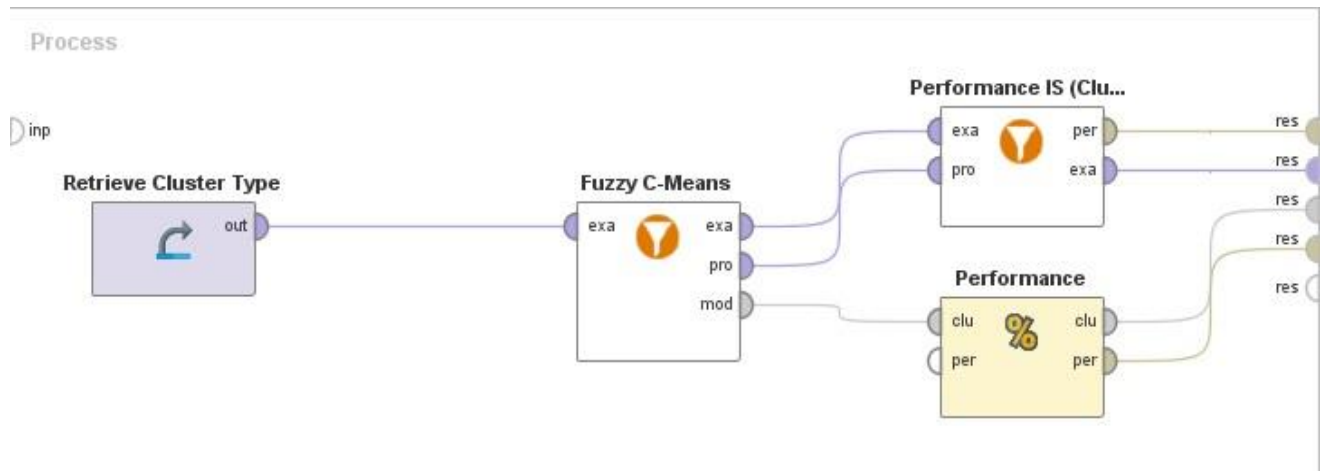 Process
inp
Retrieve Cluster Type
out
Fuzzy C-Means
exa
exa
pro
mod
Performance IS (Clu...
exa
per
pro
exa
Performance
%
clu
clu
per
per
res
res
res
res
res